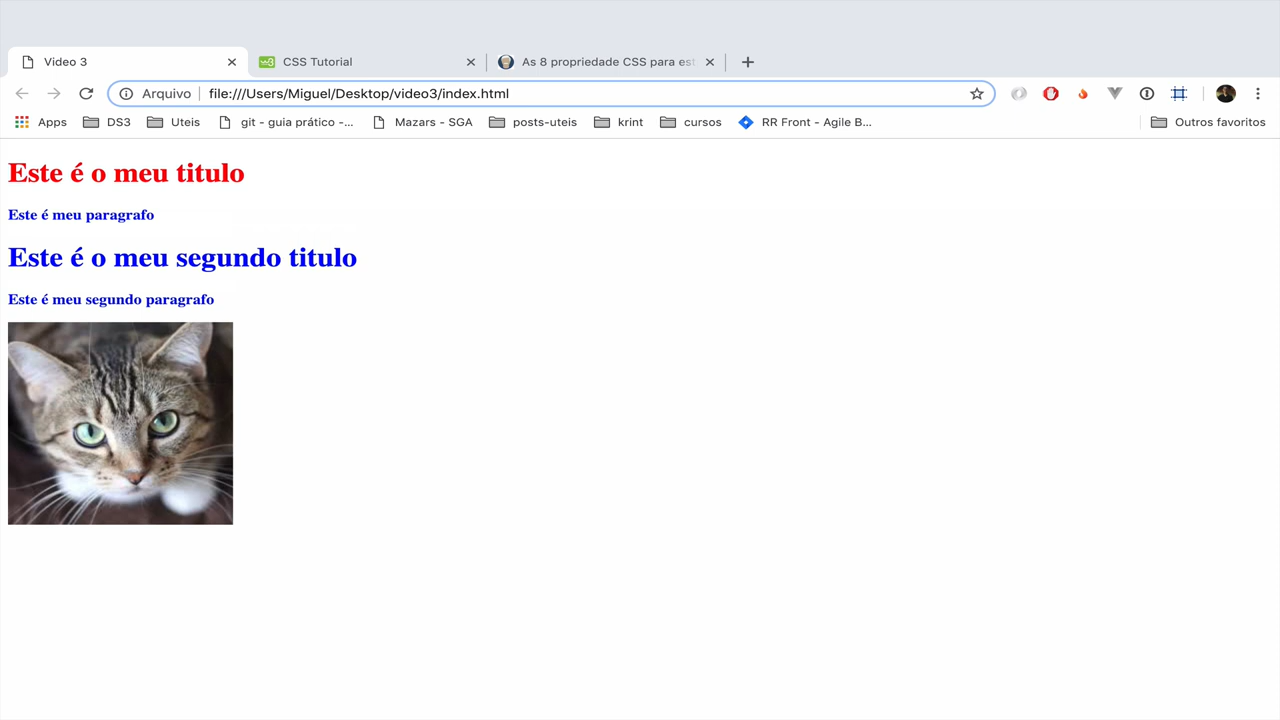 Video 3
CSS Tutorial
As 8 propriedade CSS para est
Arquivo
file:///Users/Miguel/Desktop/video3/index.html
Apps
DS3
Uteis
git - guia prático -...
Mazars - SGA
posts-uteis
krint
cursos
RR Front - Agile B...
Outros favoritos
Este é o meu titulo
Este é meu paragrafo
Este é o meu segundo titulo
Este é meu segundo paragrafo